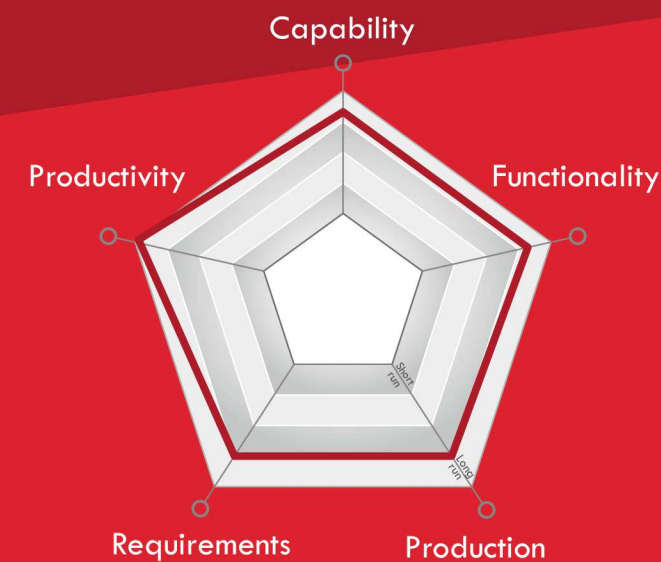 Capability
Productivity
Functionality
Short
run
Long
run
Requirements
Production